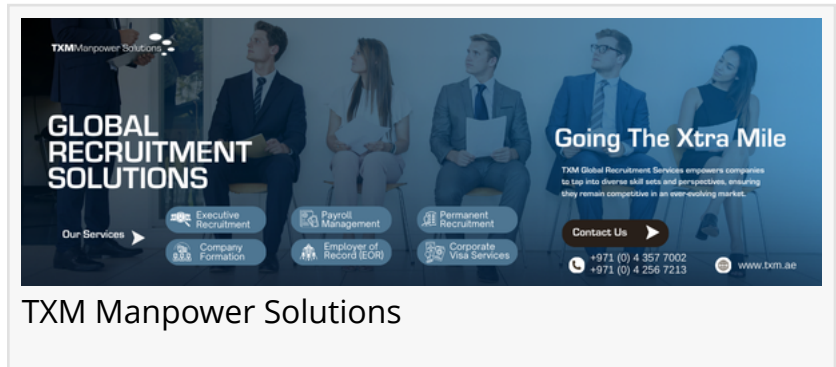 TXM Manpower Solutions
GLOBAL
RECRUITMENT
SOLUTIONS
Our Services
Executive
Recruitment
Payroll
Management
Permanent
Recruitment
Company
Formation
Employer of
Record (EOR)
Corporate
Visa Services
Going The Xtra Mile
TXM Global Recruitment Services empowers companies
to tap into diverse skill sets and perspectives, ensuring
they remain competitive in an ever-evolving market.
Contact Us
+971 (0) 4 357 7002
+971 (0) 4 256 7213
www.txm.ae
TXM Manpower Solutions